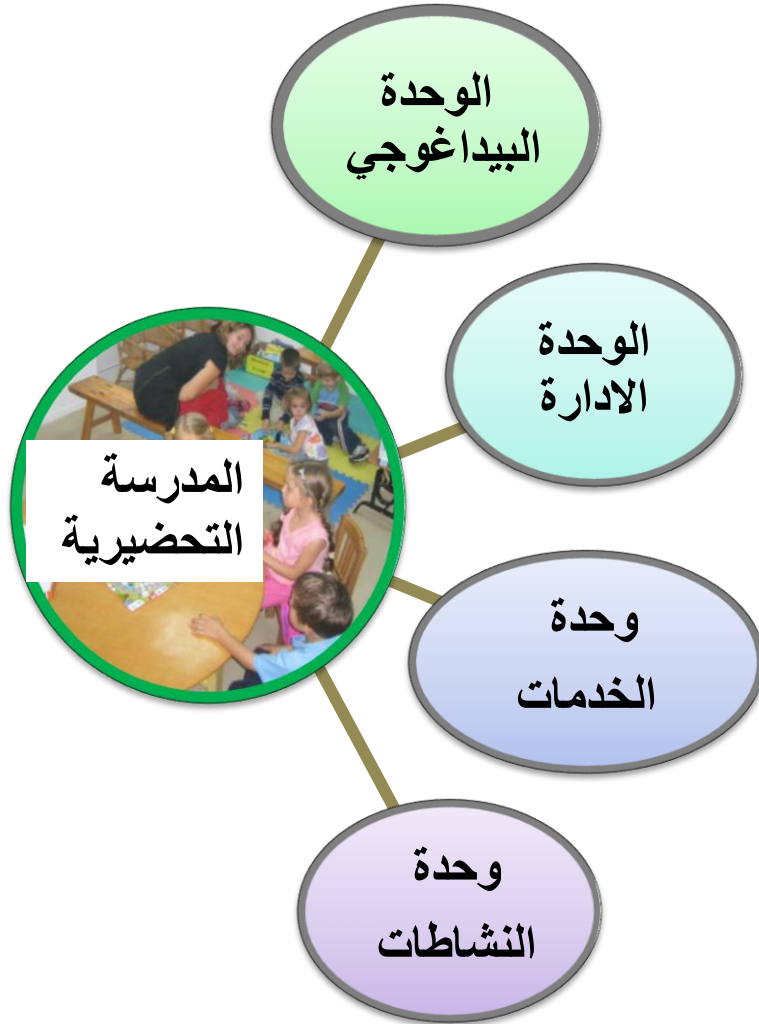 الوحدة
البيداغوجي
الوحدة
الادارة
المدرسة
التحضيرية
وحدة
الخدمات
وحدة
النشاطات